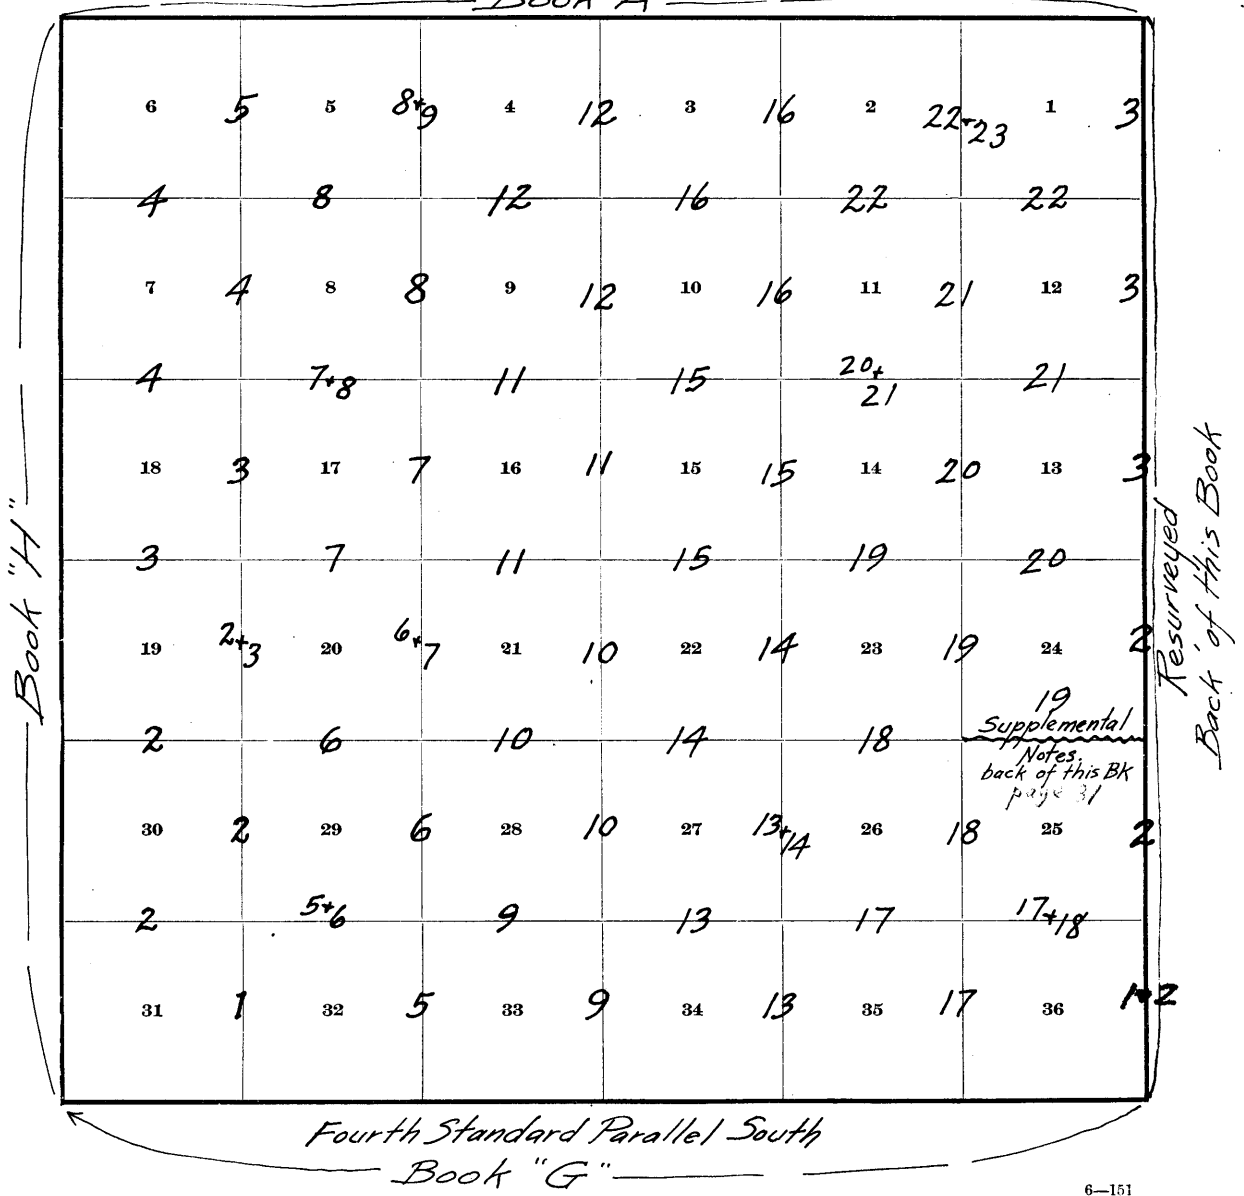 Book "A"
6 5 5 8+9 4 12 3 16 2 22+23 1 3
4 8 12 16 22 22
7 4 8 8 9 12 10 16 11 21 12 3
4 7+8 11 15 20+21 21
18 3 17 7 16 11 15 15 14 20 13 3
3 7 11 15 19 20
19 2+3 20 6+7 21 10 22 14 23 19 24 2
19
Supplemental
2 6 10 14 18
Notes.
back of this BK
page 31
30 2 29 6 28 10 27 13+14 26 18 25 2
2 5+6 9 13 17 17+18
31 1 32 5 33 9 34 13 35 17 36 1+2
Book "H"
Resurveyed
Back of this Book
Fourth Standard Parallel South
Book "G"
6—151